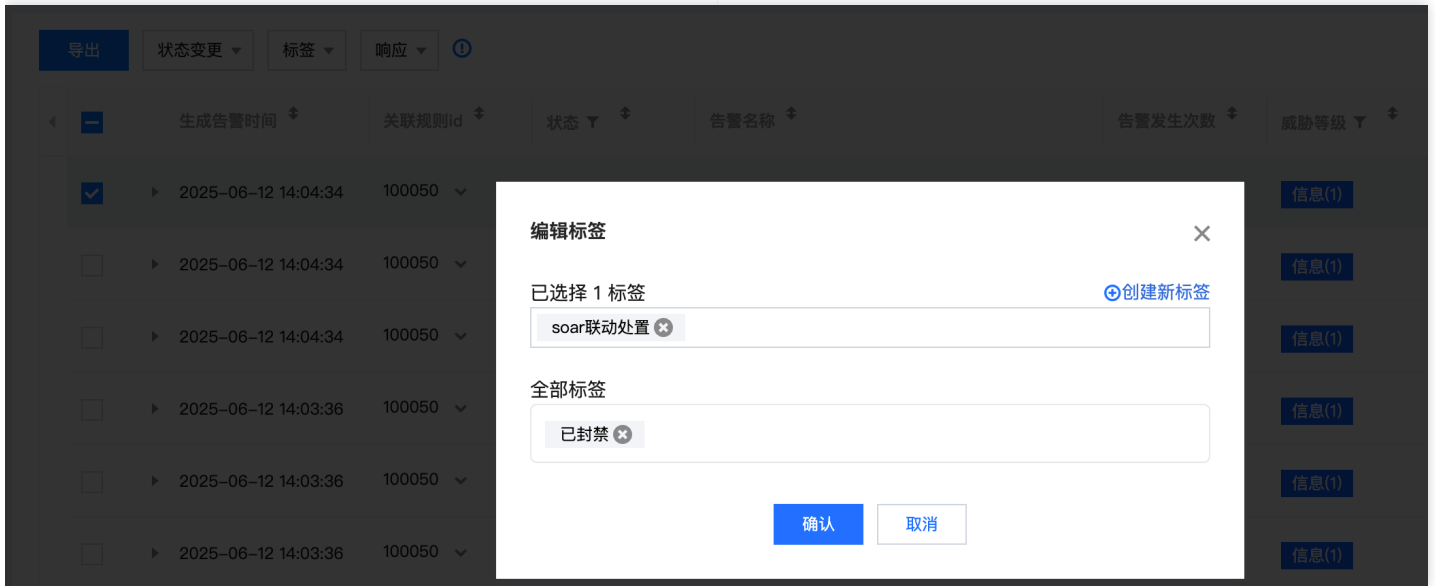 导出 状态变更 标签 响应
生成告警时间 关联规则Id 状态 告警名称 告警发生次数 威胁等级
2025-06-12 14:04:34 100050 信息(1)
2025-06-12 14:04:34 100050 信息(1)
2025-06-12 14:04:34 100050 信息(1)
2025-06-12 14:03:36 100050 信息(1)
2025-06-12 14:03:36 100050 信息(1)
2025-06-12 14:03:36 100050 信息(1)
编辑标签
已选择 1 标签 创建新标签
soar联动处置
全部标签
已封禁
确认 取消